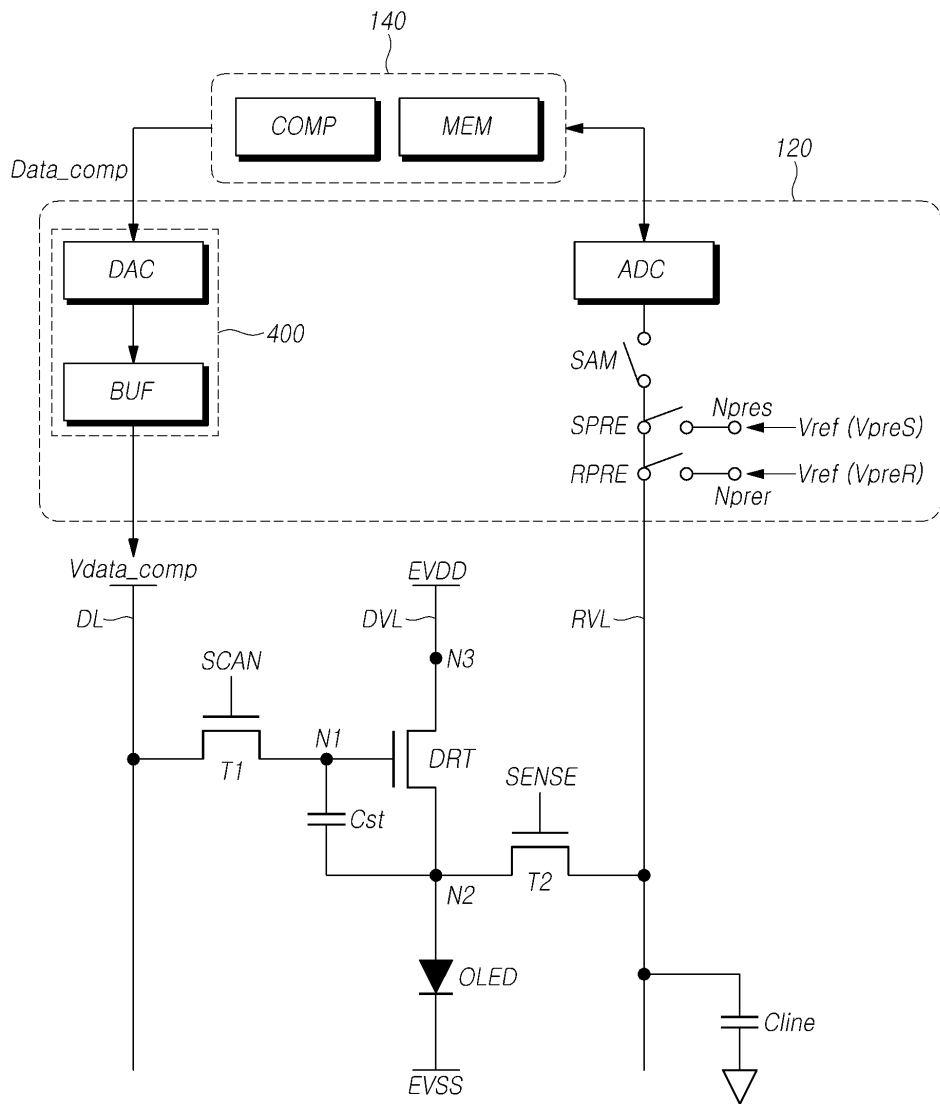 140
COMP
MEM
Data_comp
120
DAC
ADC
400
SAM
BUF
Npres
SPRE
Vref (VpreS)
RPRE
Vref (VpreR)
Nprer
Vdata_comp
EVDD
DL
DVL
RVL
SCAN
N3
N1
DRT
T1
SENSE
Cst
N2
T2
OLED
Cline
EVSS